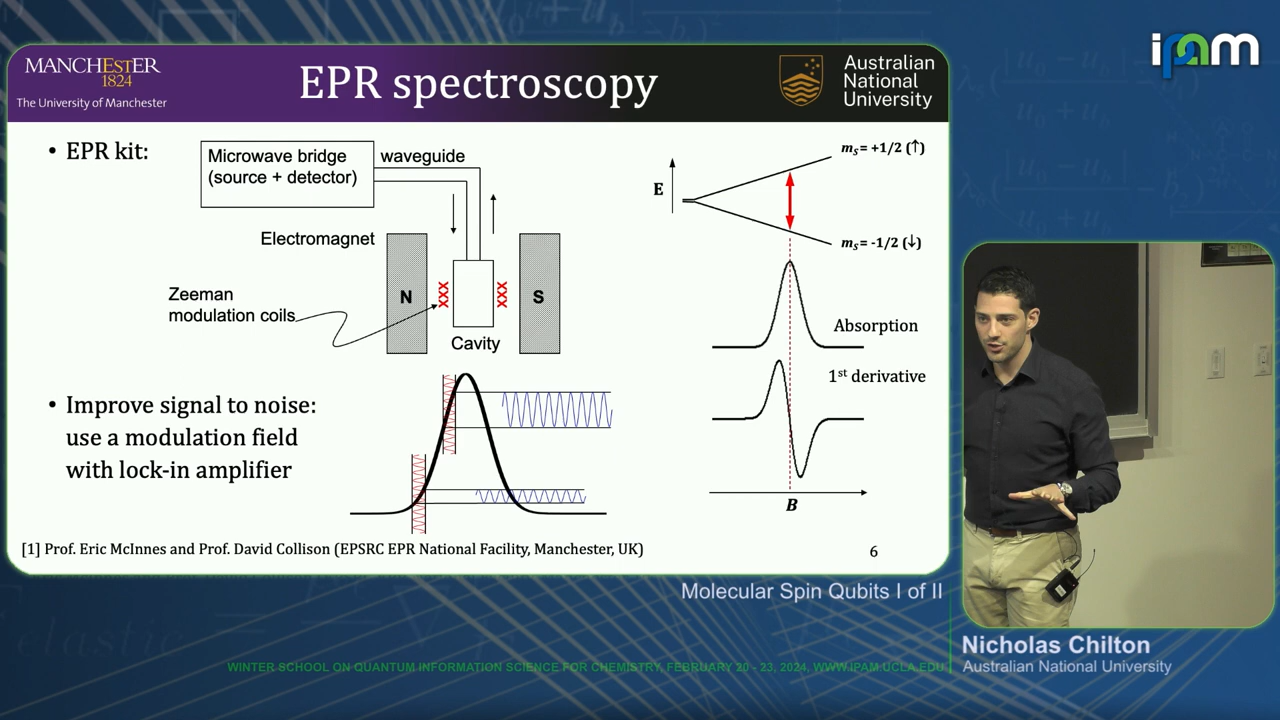 MANCHESTER
1824
The University of Manchester
EPR spectroscopy
Australian
National
University
ipam
• EPR kit:
Microwave bridge
(source + detector)
waveguide
Electromagnet
N
XXX
XXX
S
Zeeman
modulation coils
Cavity
E
mS = +1/2 (↑)
mS = -1/2 (↓)
Absorption
1st derivative
B
• Improve signal to noise:
use a modulation field
with lock-in amplifier
[1] Prof. Eric McInnes and Prof. David Collison (EPSRC EPR National Facility, Manchester, UK)
6
Molecular Spin Qubits I of II
Nicholas Chilton
Australian National University
WINTER SCHOOL ON QUANTUM INFORMATION SCIENCE FOR CHEMISTRY, FEBRUARY 20 - 23, 2024, WWW.IPAM.UCLA.EDU
elastic